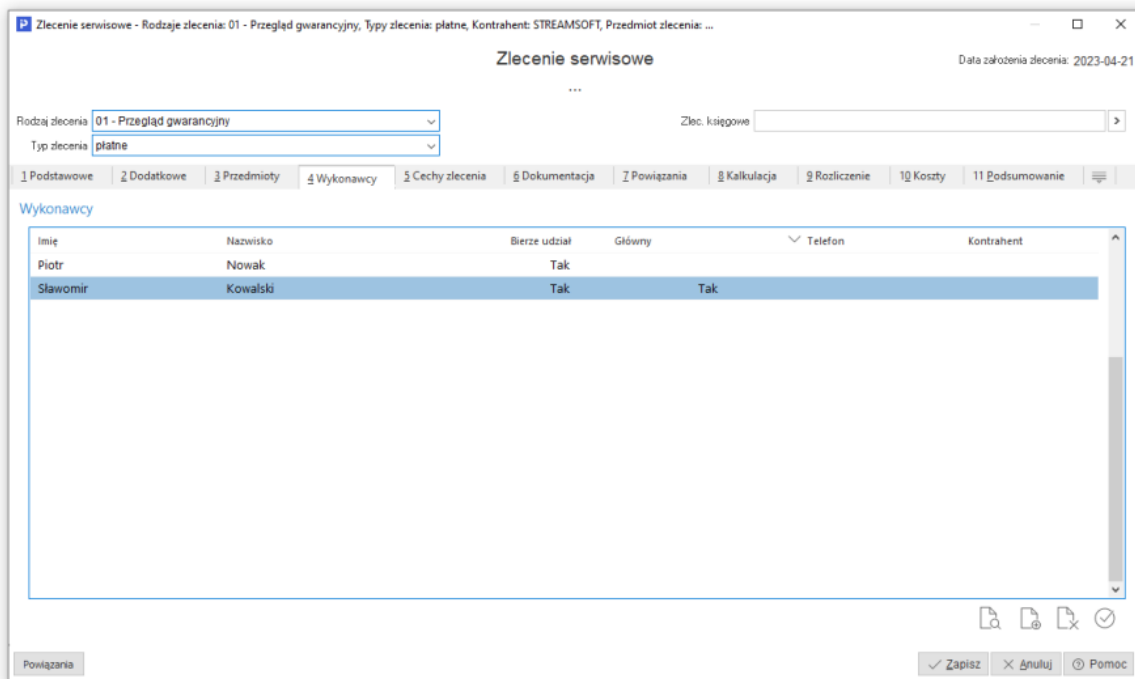 Zlecenie serwisowe - Rodzaje zlecenia: 01 - Przegląd gwarancyjny, Typy zlecenia: płatne, Kontrahent: STREAMSOFT, Przedmiot zlecenia: ...
Zlecenie serwisowe
Data założenia zlecenia: 2023-04-21
...
Rodzaj zlecenia 01 - Przegląd gwarancyjny Zlec. księgowe
Typ zlecenia płatne
1 Podstawowe 2 Dodatkowe 3 Przedmioty 4 Wykonawcy 5 Cechy zlecenia 6 Dokumentacja 7 Powiązania 8 Kalkulacja 9 Rozliczenie 10 Koszty 11 Podsumowanie
Wykonawcy
Imię Nazwisko Bierze udział Główny Telefon Kontrahent
Piotr Nowak Tak
Sławomir Kowalski Tak Tak
Powiązania Zapisz Anuluj Pomoc